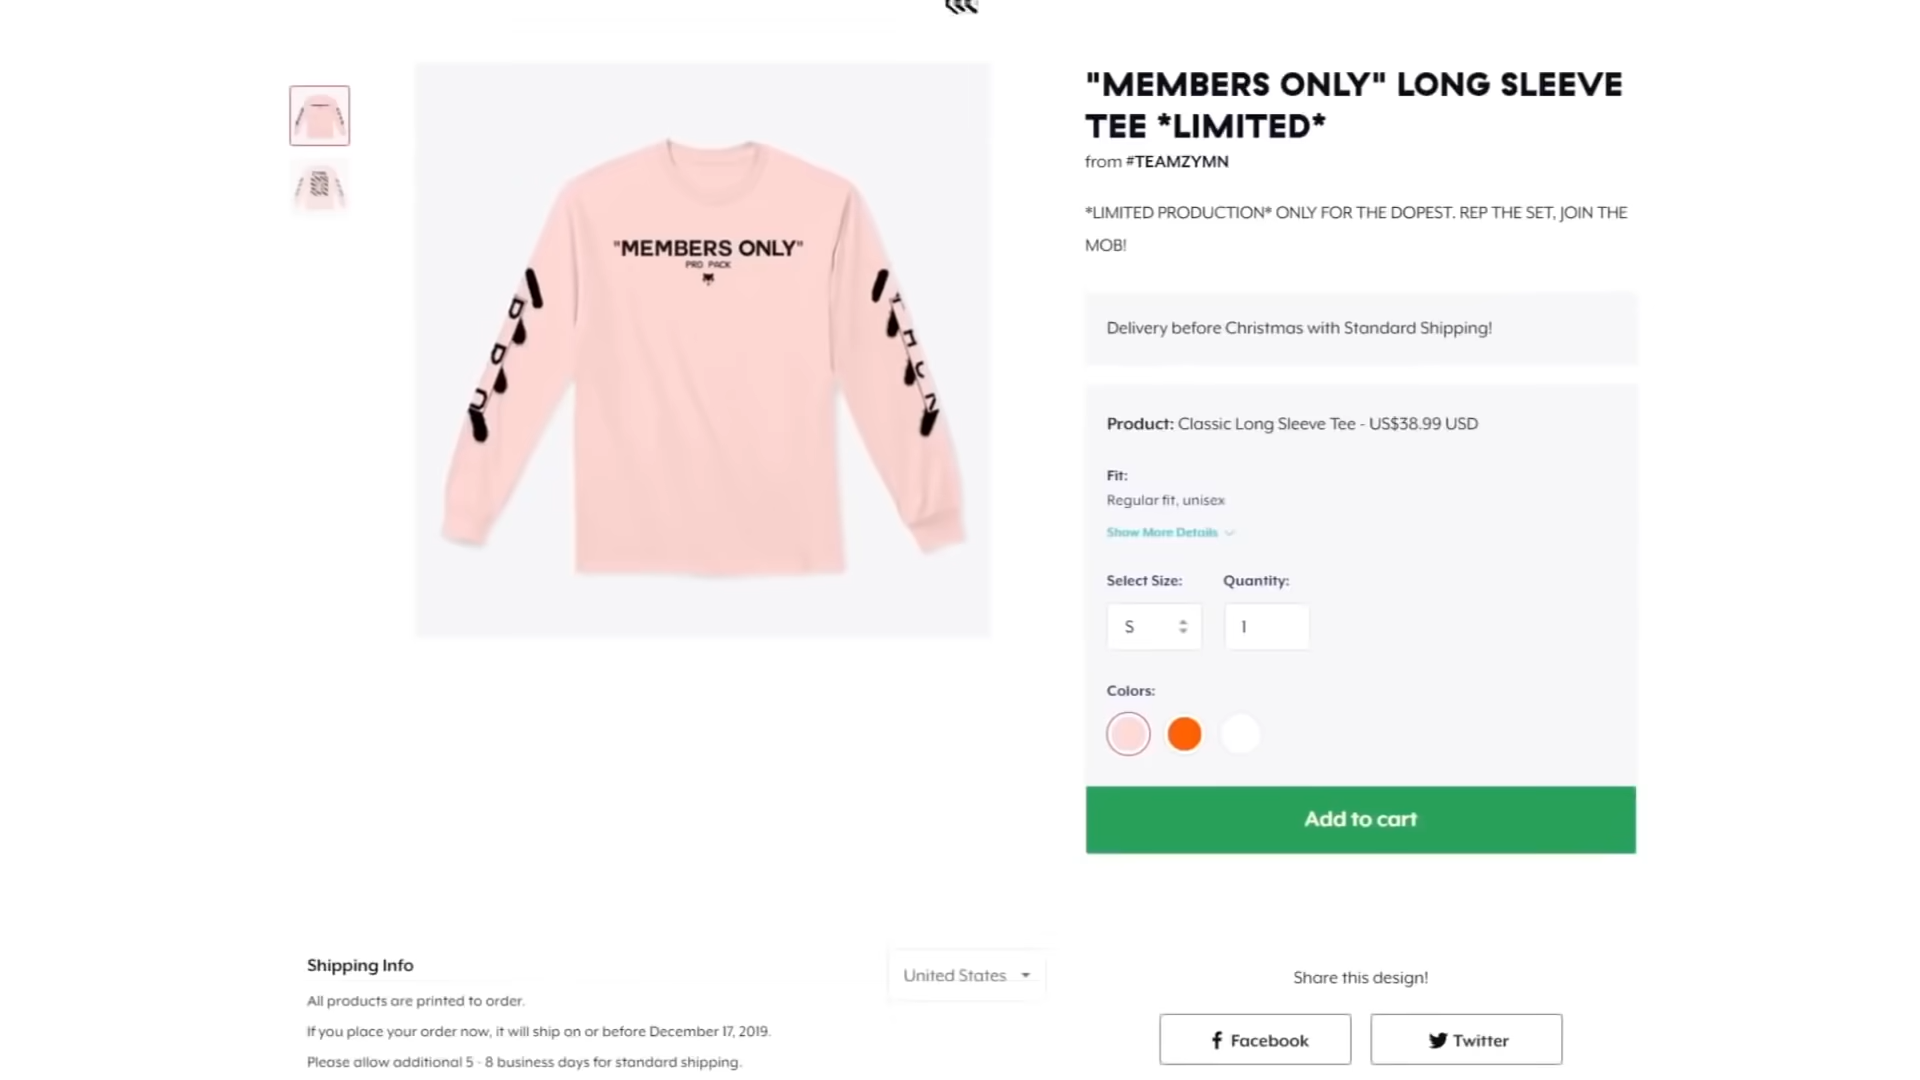 "MEMBERS ONLY" LONG SLEEVE
TEE *LIMITED*
from #TEAMZYMN
*LIMITED PRODUCTION* ONLY FOR THE DOPEST. REP THE SET, JOIN THE
MOB!
"MEMBERS ONLY"
PRO PACK
Delivery before Christmas with Standard Shipping!
Product: Classic Long Sleeve Tee - US$38.99 USD
Fit:
Regular fit, unisex
Show More Details
Select Size: Quantity:
S 1
Colors:
Add to cart
Shipping Info
United States
All products are printed to order.
If you place your order now, it will ship on or before December 17, 2019.
Please allow additional 5 - 8 business days for standard shipping.
Share this design!
Facebook Twitter